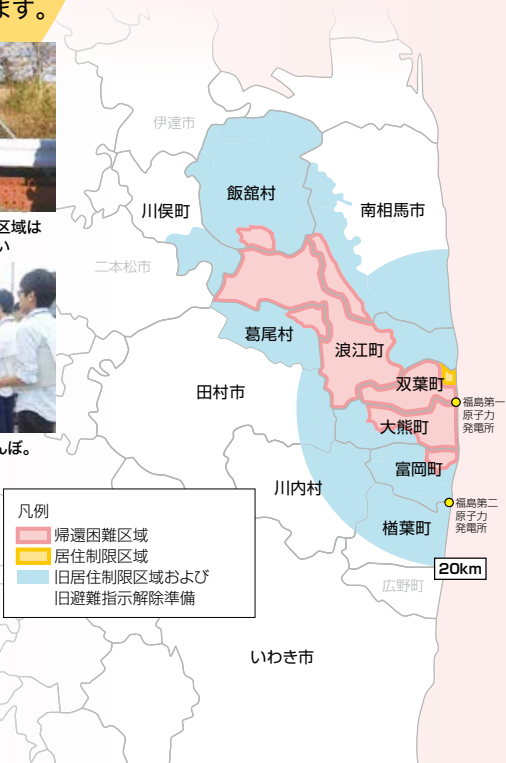 ます。
区域は
い
んぼ。
伊達市
飯舘村
川俣町
南相馬市
二本松市
葛尾村
浪江町
双葉町
田村市
福島第一
原子力
発電所
大熊町
富岡町
川内村
福島第二
原子力
発電所
楢葉町
凡例
帰還困難区域
居住制限区域
旧居住制限区域および
旧避難指示解除準備
20km
広野町
いわき市